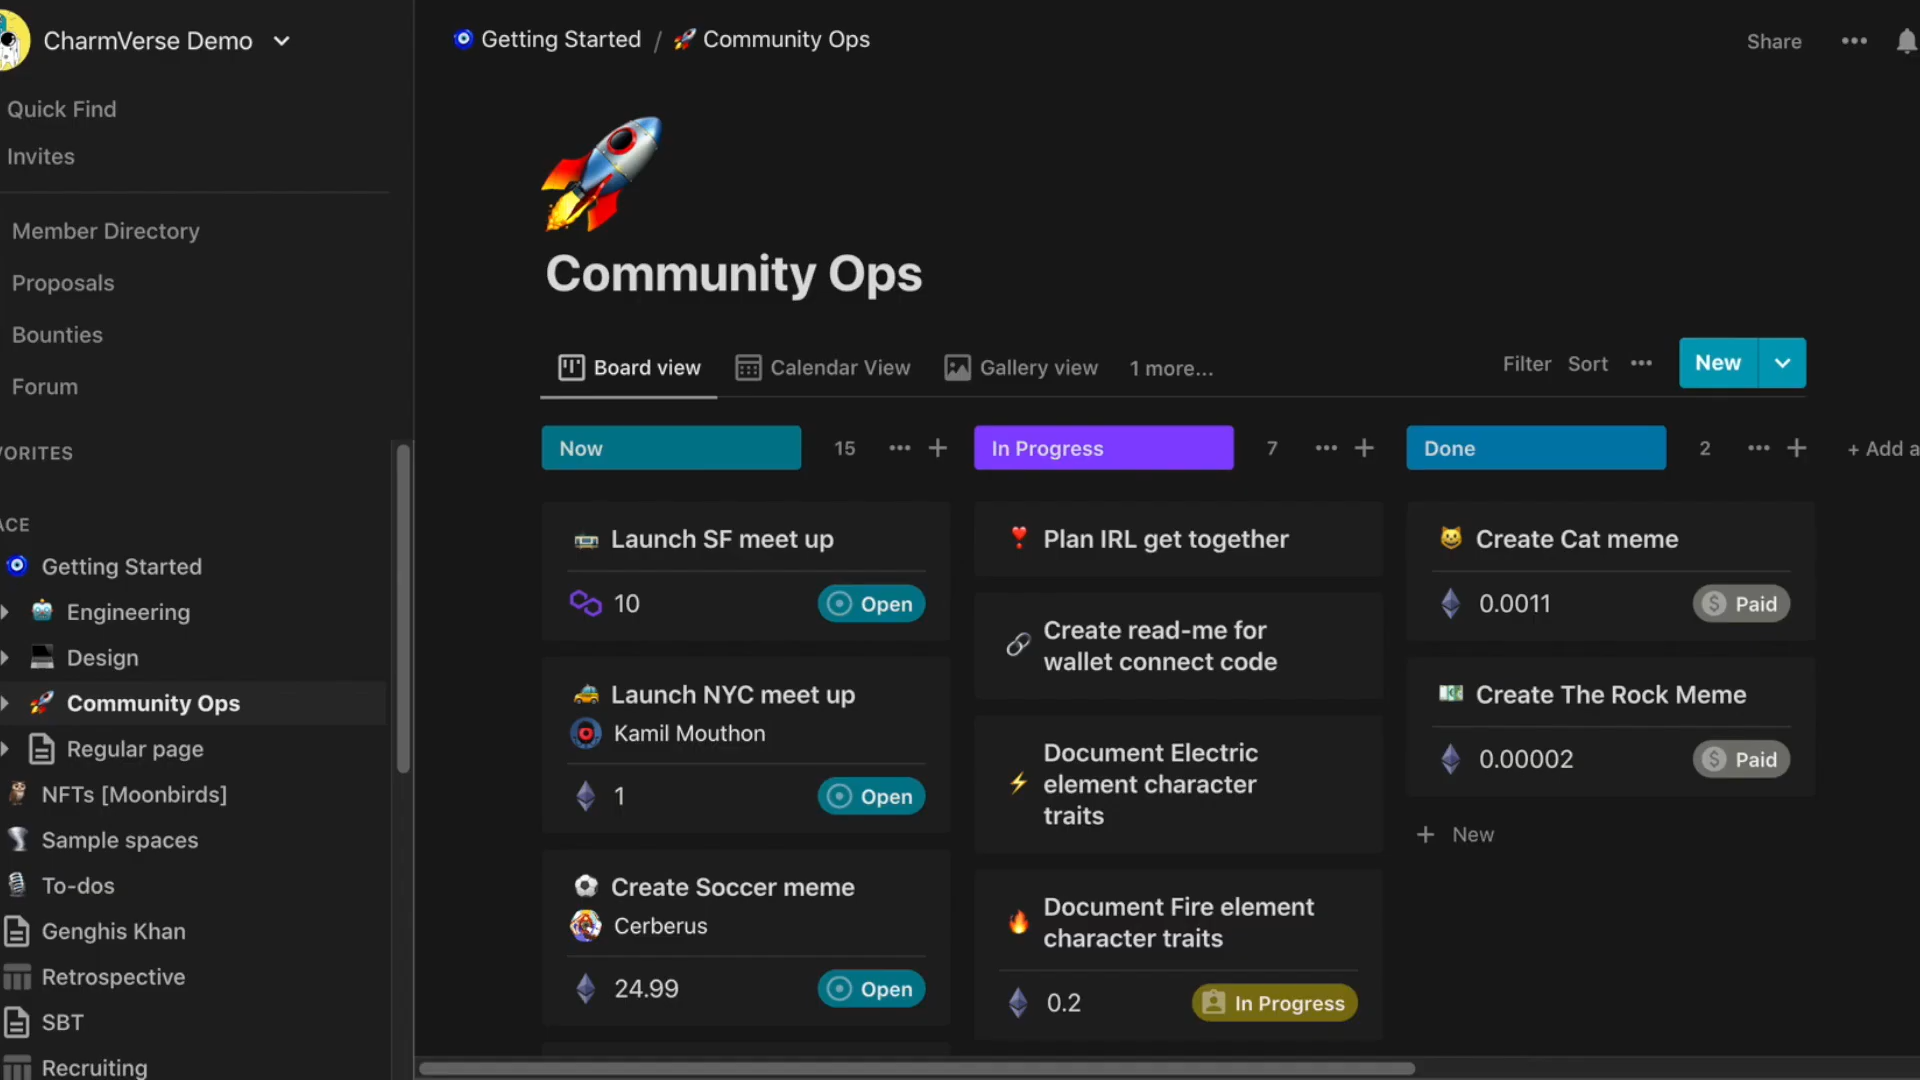 CharmVerse Demo
Quick Find
Invites
Member Directory
Proposals
Bounties
Forum
VORITES
ACE
Getting Started
Engineering
Design
Community Ops
Regular page
NFTs [Moonbirds]
Sample spaces
To-dos
Genghis Khan
Retrospective
SBT
Recruiting
Getting Started / Community Ops
Share
Community Ops
Board view
Calendar View
Gallery view
1 more...
Filter
Sort
New
Now 15
Launch SF meet up
10 Open
Launch NYC meet up
Kamil Mouthon
1 Open
Create Soccer meme
Cerberus
24.99 Open
In Progress 7
Plan IRL get together
Create read-me for
wallet connect code
Document Electric
element character
traits
Document Fire element
character traits
0.2 In Progress
Done 2
Create Cat meme
0.0011 Paid
Create The Rock Meme
0.00002 Paid
+ New
+ Add a